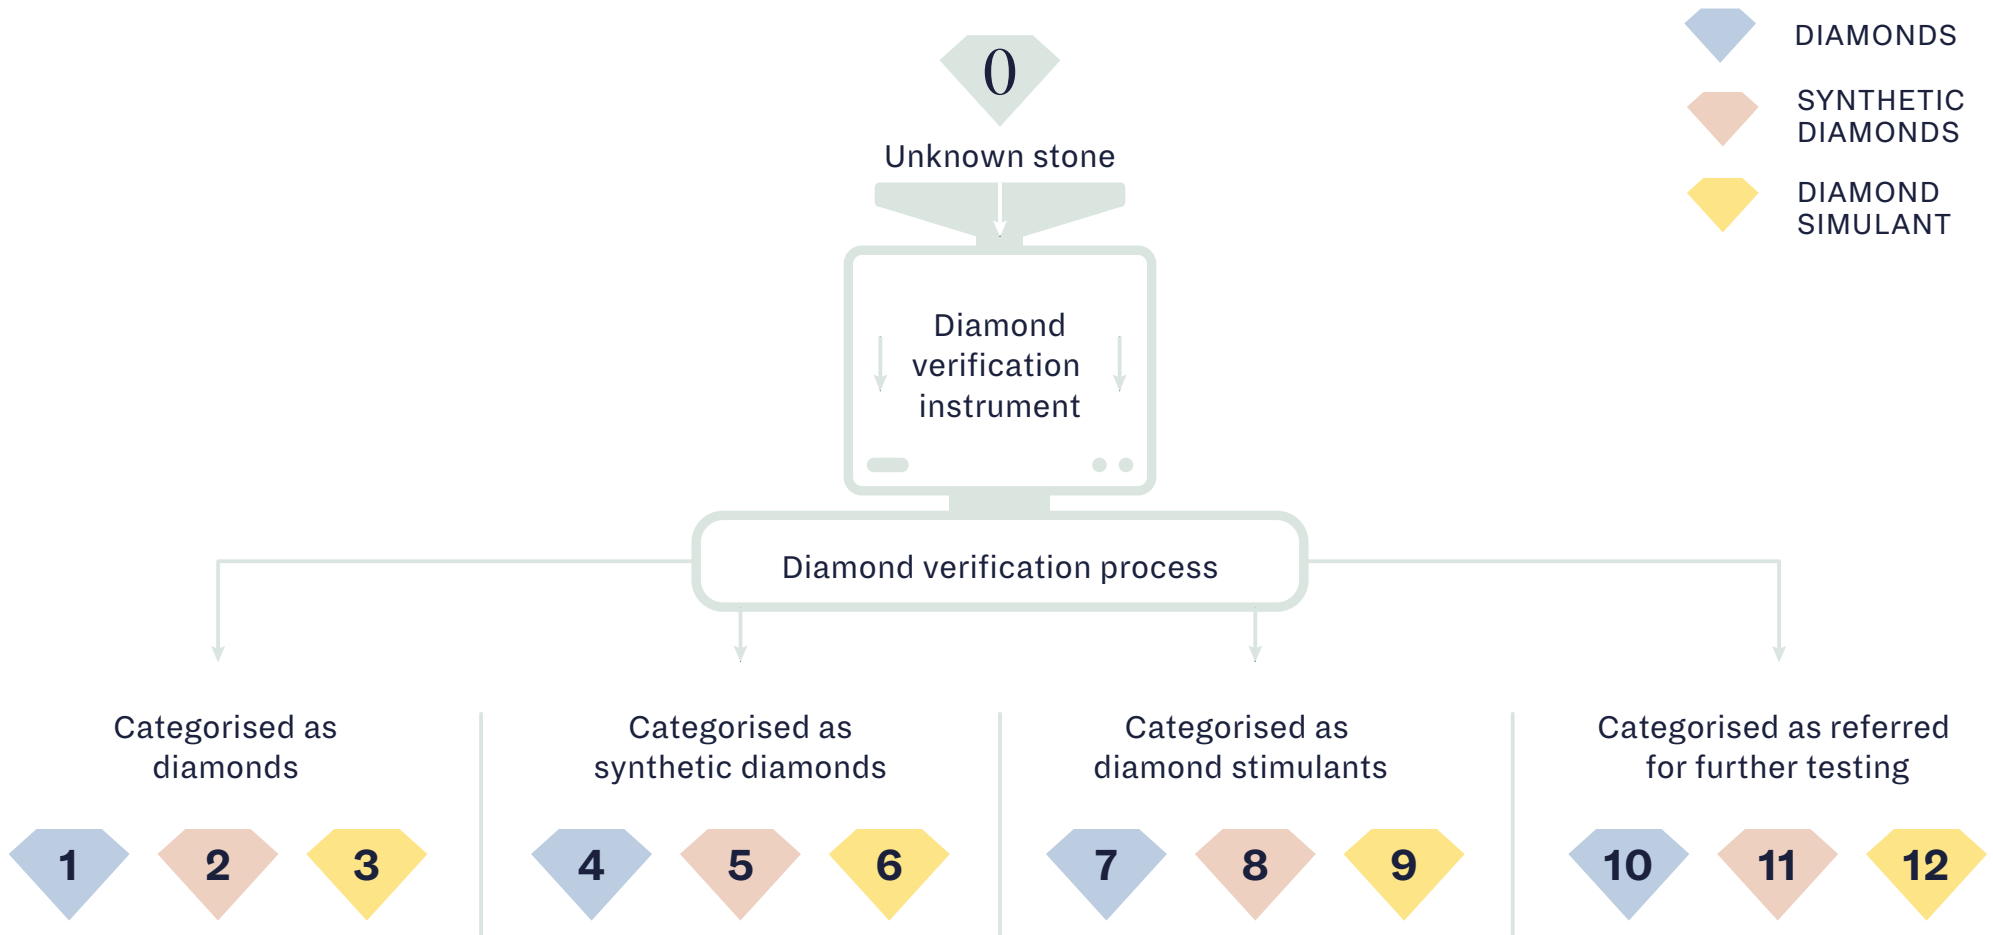 0
Unknown stone
DIAMONDS
SYNTHETIC
DIAMONDS
DIAMOND
SIMULANT
Diamond
verification
instrument
Diamond verification process
Categorised as
diamonds
1 2 3
Categorised as
synthetic diamonds
4 5 6
Categorised as
diamond stimulants
7 8 9
Categorised as referred
for further testing
10 11 12